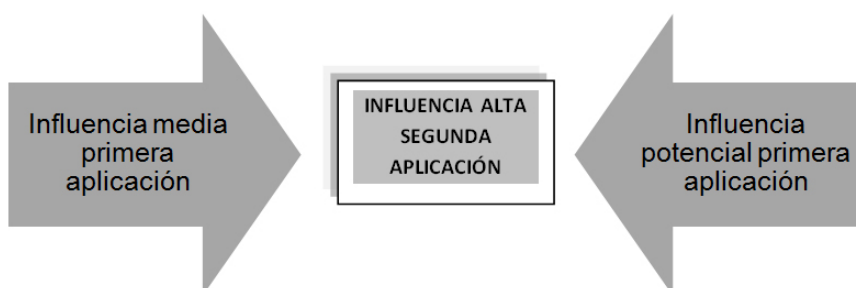 Influencia media
primera
aplicación
INFLUENCIA ALTA
SEGUNDA
APLICACIÓN
Influencia
potencial primera
aplicación